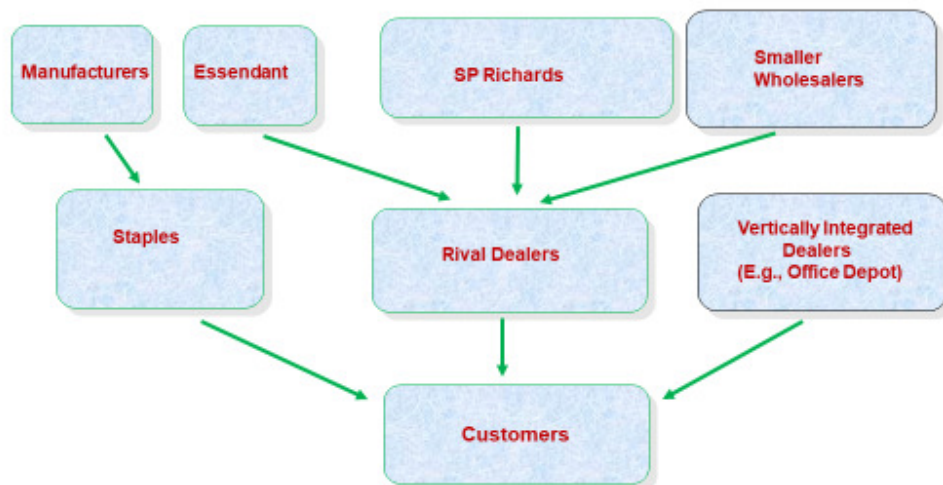 Manufacturers
Essendant
SP Richards
Smaller
Wholesalers
Staples
Rival Dealers
Vertically Integrated
Dealers
(E.g., Office Depot)
Customers